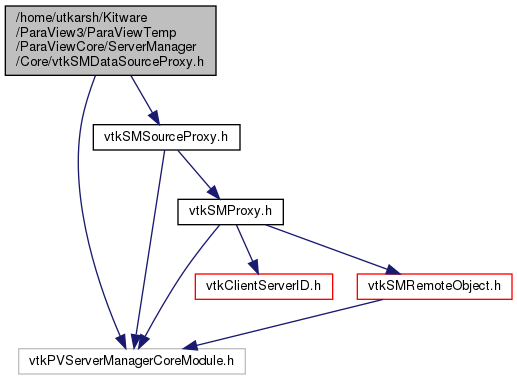 /home/utkarsh/Kitware
/ParaView3/ParaViewTemp
/ParaViewCore/ServerManager
/Core/vtkSMDataSourceProxy.h
vtkSMSourceProxy.h
vtkSMProxy.h
vtkClientServerID.h
vtkSMRemoteObject.h
vtkPVServerManagerCoreModule.h